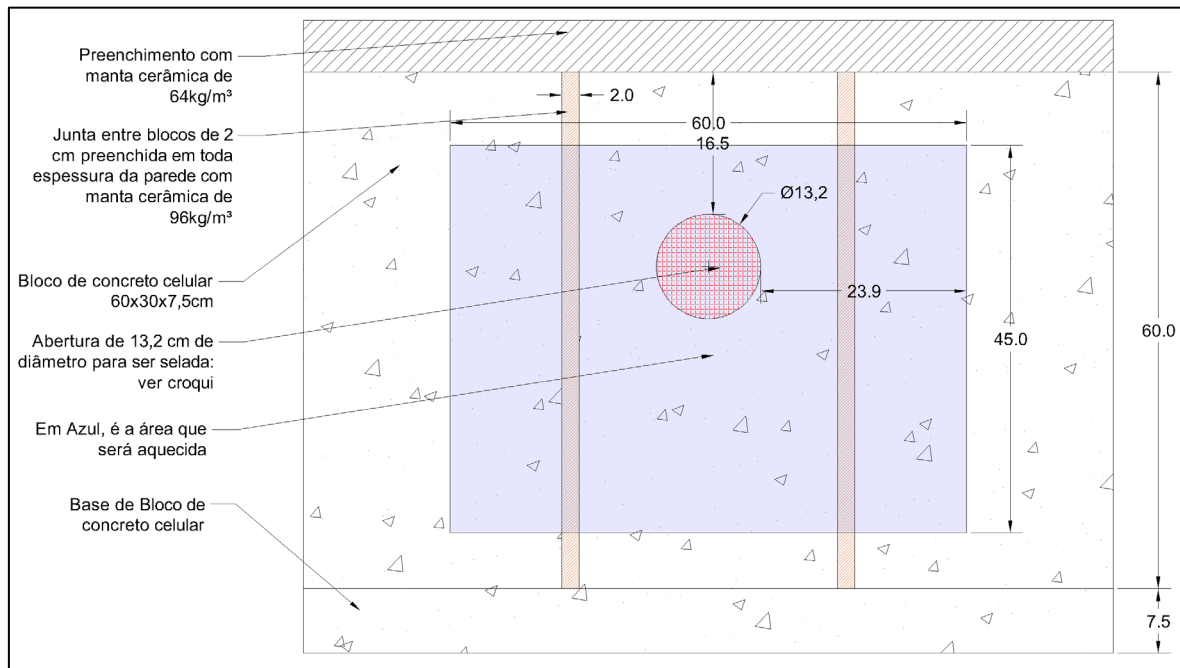 Preenchimento com
manta cerâmica de
64kg/m³
Junta entre blocos de 2
cm preenchida em toda
espessura da parede com
manta cerâmica de
96kg/m³
Bloco de concreto celular
60x30x7,5cm
Abertura de 13,2 cm de
diâmetro para ser selada:
ver croqui
Em Azul, é a área que
será aquecida
Base de Bloco de
concreto celular
2.0
60,0
16.5
Ø13,2
23.9
45.0
60.0
7.5